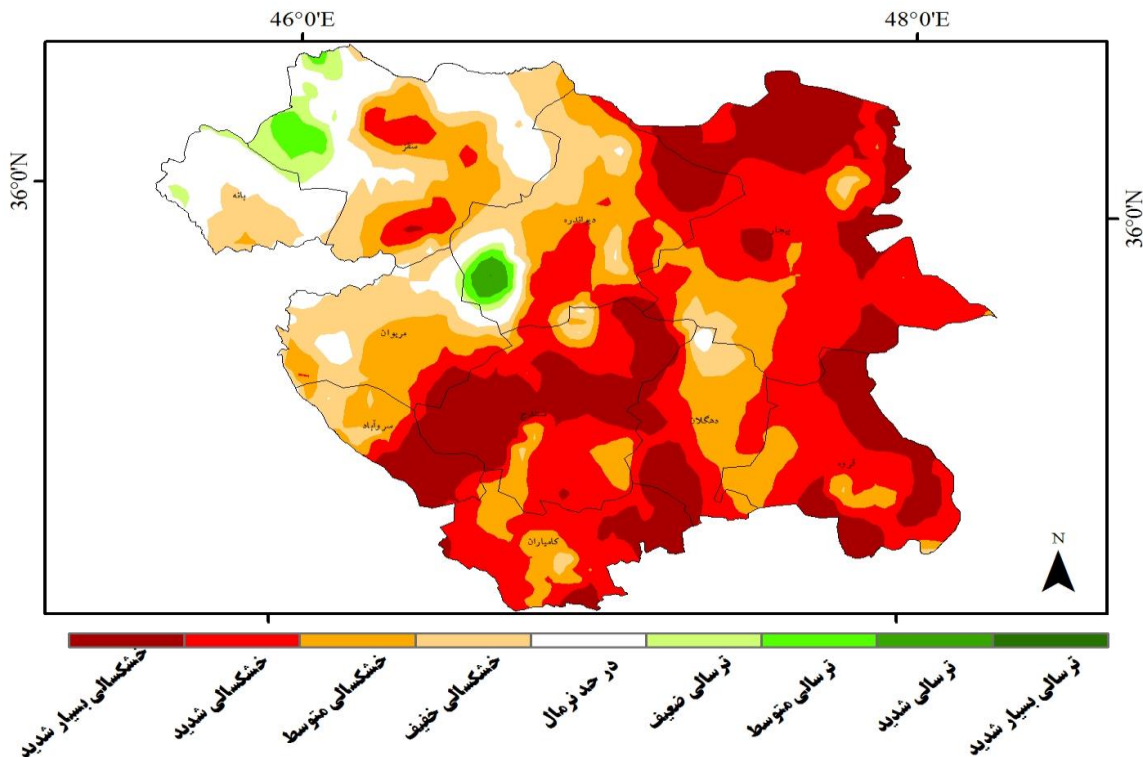 46°0'E 48°0'E
36°0'N 36°0'N
سقز
بانه
دیواندره
بیجار
مریوان
سروآباد
دهگلان
قروه
کامیاران
N
خشکسالی بسیار شدید
خشکسالی شدید
خشکسالی متوسط
خشکسالی خفیف
در حد نرمال
ترسالی ضعیف
ترسالی متوسط
ترسالی شدید
ترسالی بسیار شدید